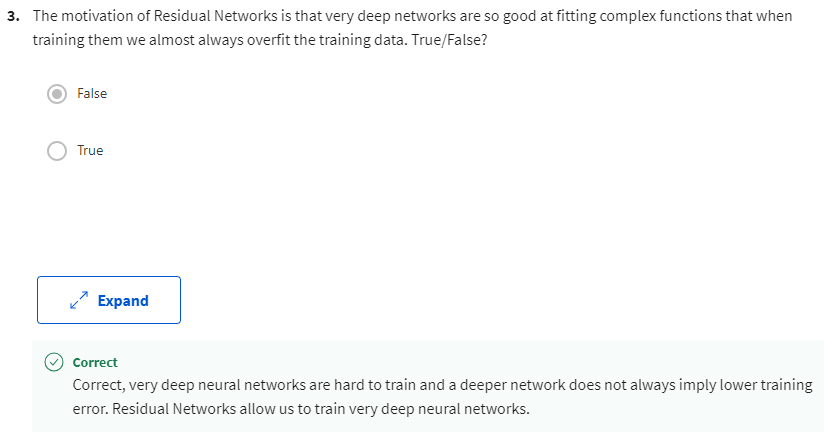 3. The motivation of Residual Networks is that very deep networks are so good at fitting complex functions that when
training them we almost always overfit the training data. True/False?
False
True
Expand
Correct
Correct, very deep neural networks are hard to train and a deeper network does not always imply lower training
error. Residual Networks allow us to train very deep neural networks.